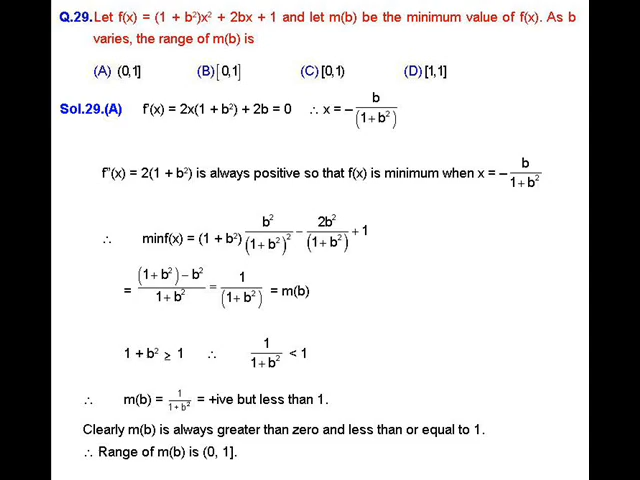 Q.29.Let f(x) = (1 + b²)x² + 2bx + 1 and let m(b) be the minimum value of f(x). As b
varies, the range of m(b) is
(A) (0,1] (B)[0,1] (C) [0,1) (D) [1,1]
Sol.29.(A) f'(x) = 2x(1 + b²) + 2b = 0 ∴ x = − b/(1+b²)
f"(x) = 2(1 + b²) is always positive so that f(x) is minimum when x = − b/1+b²
∴ minf(x) = (1 + b²) b²/(1+b²)² − 2b²/(1+b²) + 1
= (1+b²)−b²/1+b² = 1/(1+b²) = m(b)
1 + b² ≥ 1 ∴ 1/1+b² < 1
∴ m(b) = 1/1+b² = +ive but less than 1.
Clearly m(b) is always greater than zero and less than or equal to 1.
∴ Range of m(b) is (0, 1].